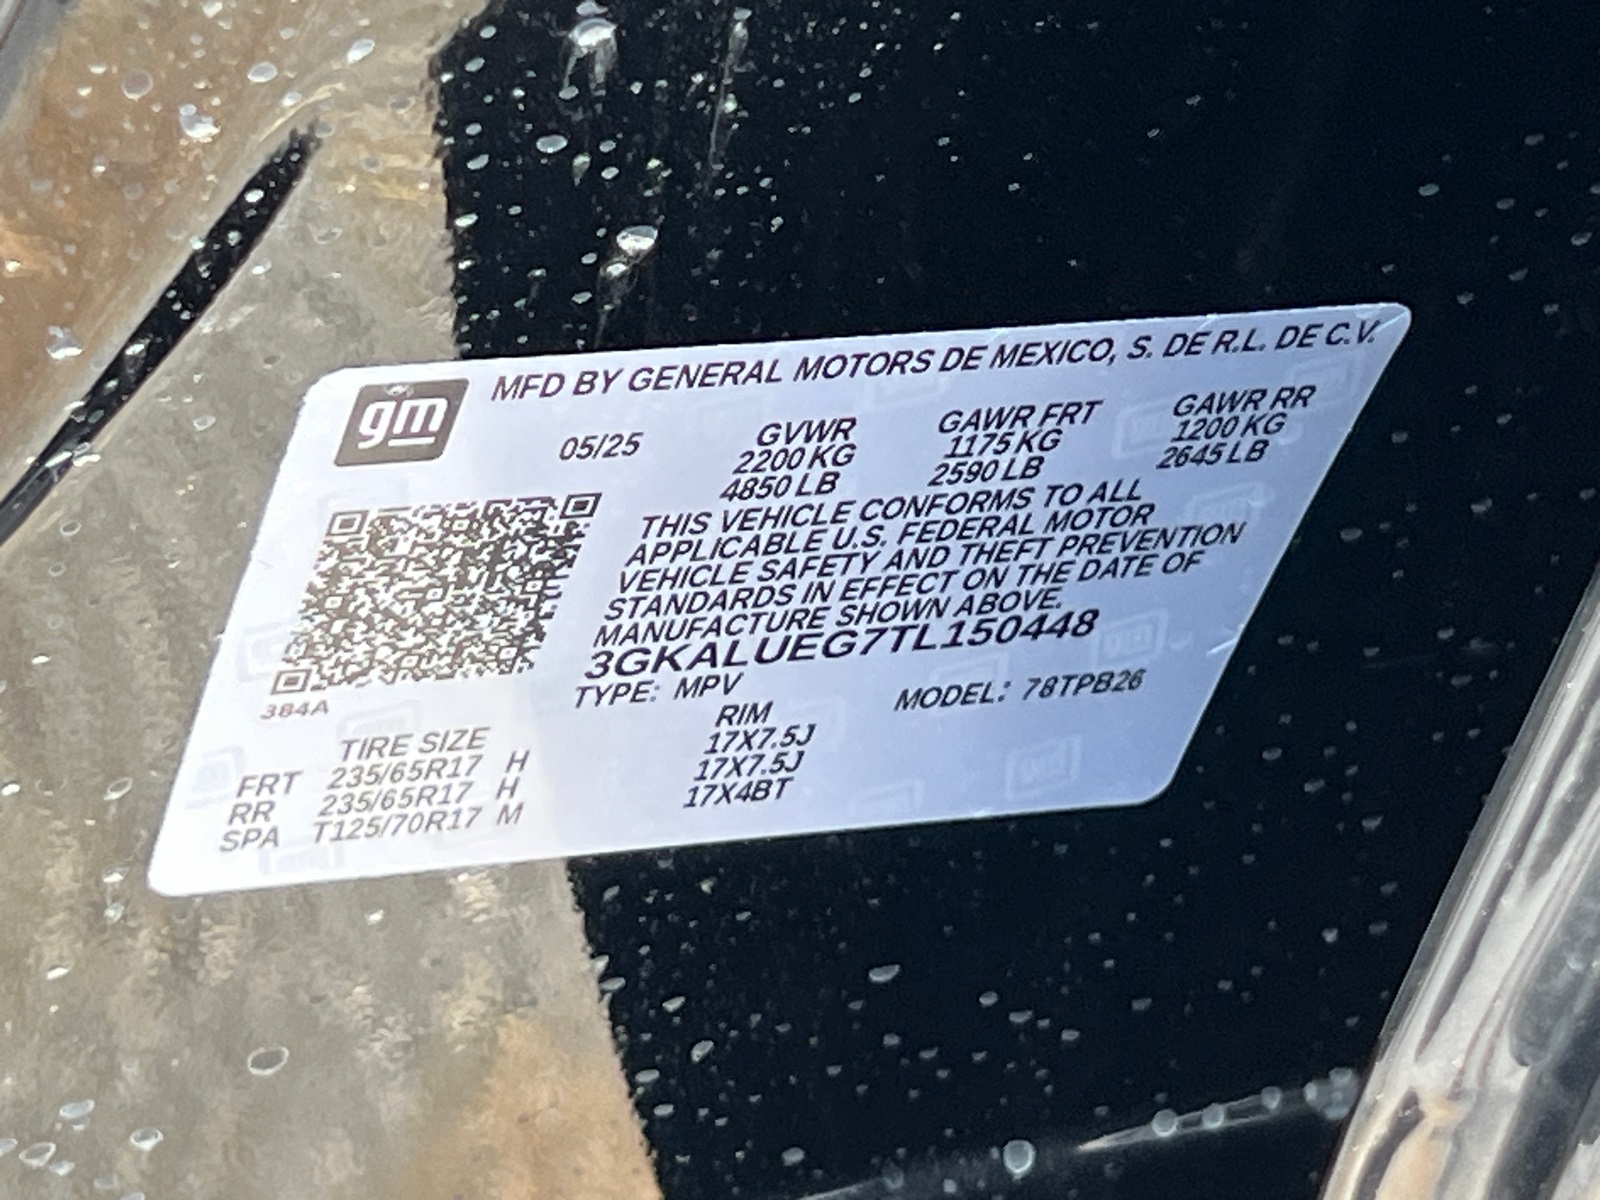 gm
MFD BY GENERAL MOTORS DE MEXICO, S. DE R.L. DE C.V.
05/25 GVWR GAWR FRT GAWR RR
2200 KG 1175 KG 1200 KG
4850 LB 2590 LB 2645 LB
THIS VEHICLE CONFORMS TO ALL
APPLICABLE U.S. FEDERAL MOTOR
VEHICLE SAFETY AND THEFT PREVENTION
STANDARDS IN EFFECT ON THE DATE OF
MANUFACTURE SHOWN ABOVE.
3GKALUEG7TL150448
384A
TYPE: MPV MODEL: 78TPB26
TIRE SIZE RIM
FRT 235/65R17 H 17X7.5J
RR 235/65R17 H 17X7.5J
SPA T125/70R17 M 17X4BT